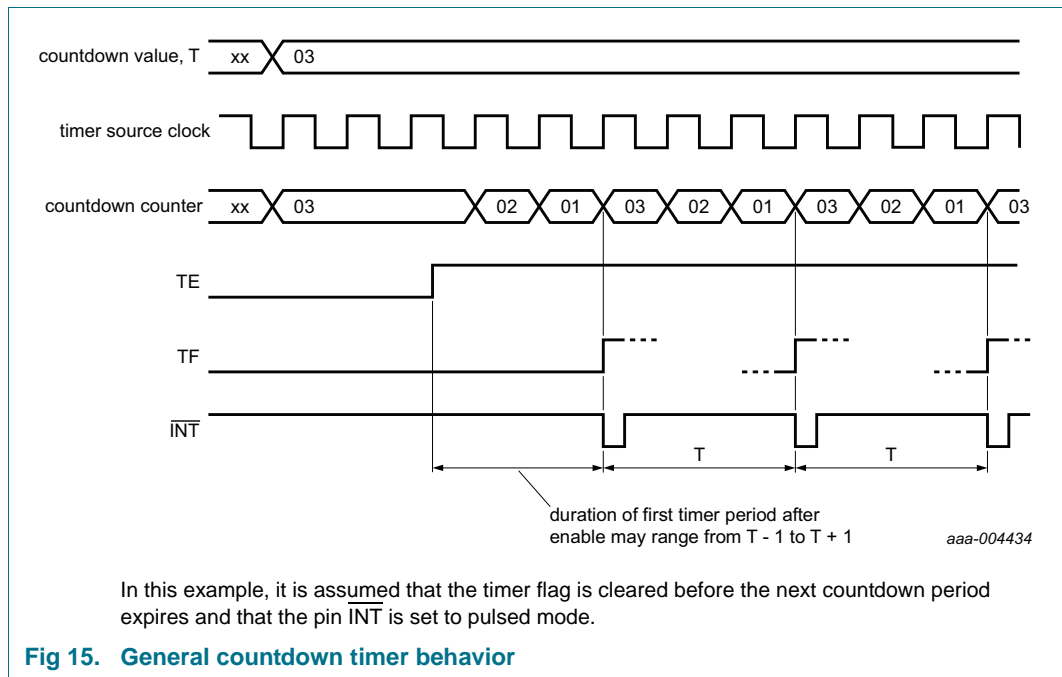 countdown value, T xx 03
timer source clock
countdown counter xx 03 02 01 03 02 01 03 02 01 03
TE
TF
INT
T T
duration of first timer period after
enable may range from T - 1 to T + 1
aaa-004434
In this example, it is assumed that the timer flag is cleared before the next countdown period
expires and that the pin INT is set to pulsed mode.
Fig 15. General countdown timer behavior